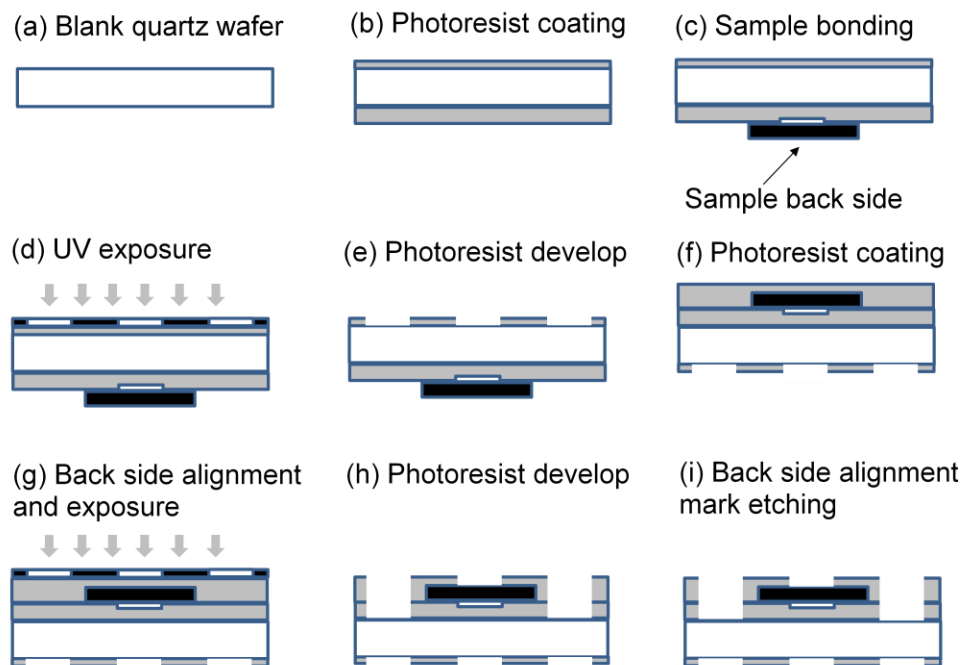 (a) Blank quartz wafer
(b) Photoresist coating
(c) Sample bonding
Sample back side
(d) UV exposure
(e) Photoresist develop
(f) Photoresist coating
(g) Back side alignment
and exposure
(h) Photoresist develop
(i) Back side alignment
mark etching